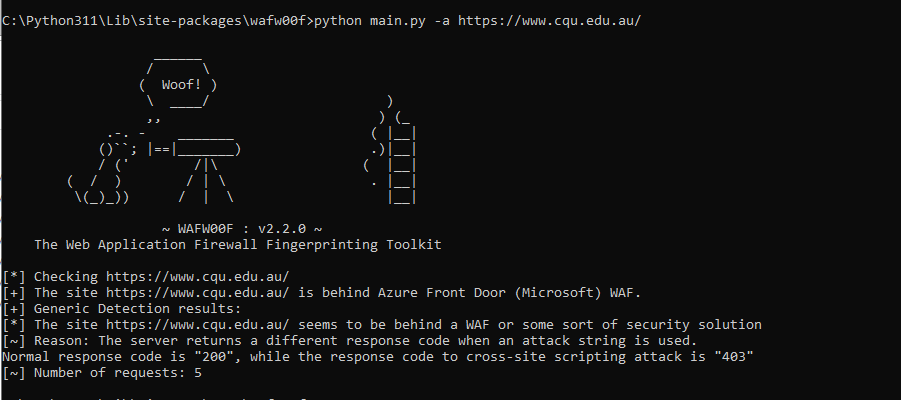 C:\Python311\Lib\site-packages\wafw00f>python main.py -a https://www.cqu.edu.au/
Woof!
~ WAFW00F : v2.2.0 ~
The Web Application Firewall Fingerprinting Toolkit
[*] Checking https://www.cqu.edu.au/
[+] The site https://www.cqu.edu.au/ is behind Azure Front Door (Microsoft) WAF.
[+] Generic Detection results:
[*] The site https://www.cqu.edu.au/ seems to be behind a WAF or some sort of security solution
[~] Reason: The server returns a different response code when an attack string is used.
Normal response code is "200", while the response code to cross-site scripting attack is "403"
[~] Number of requests: 5